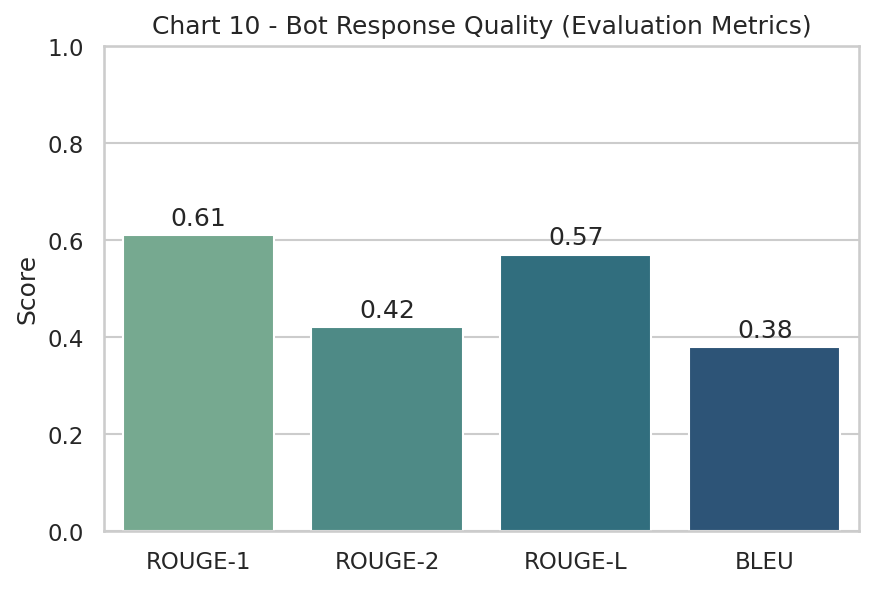 Chart 10 - Bot Response Quality (Evaluation Metrics)
1.0
0.8
0.6
0.4
0.2
0.0
Score
0.61
0.42
0.57
0.38
ROUGE-1
ROUGE-2
ROUGE-L
BLEU